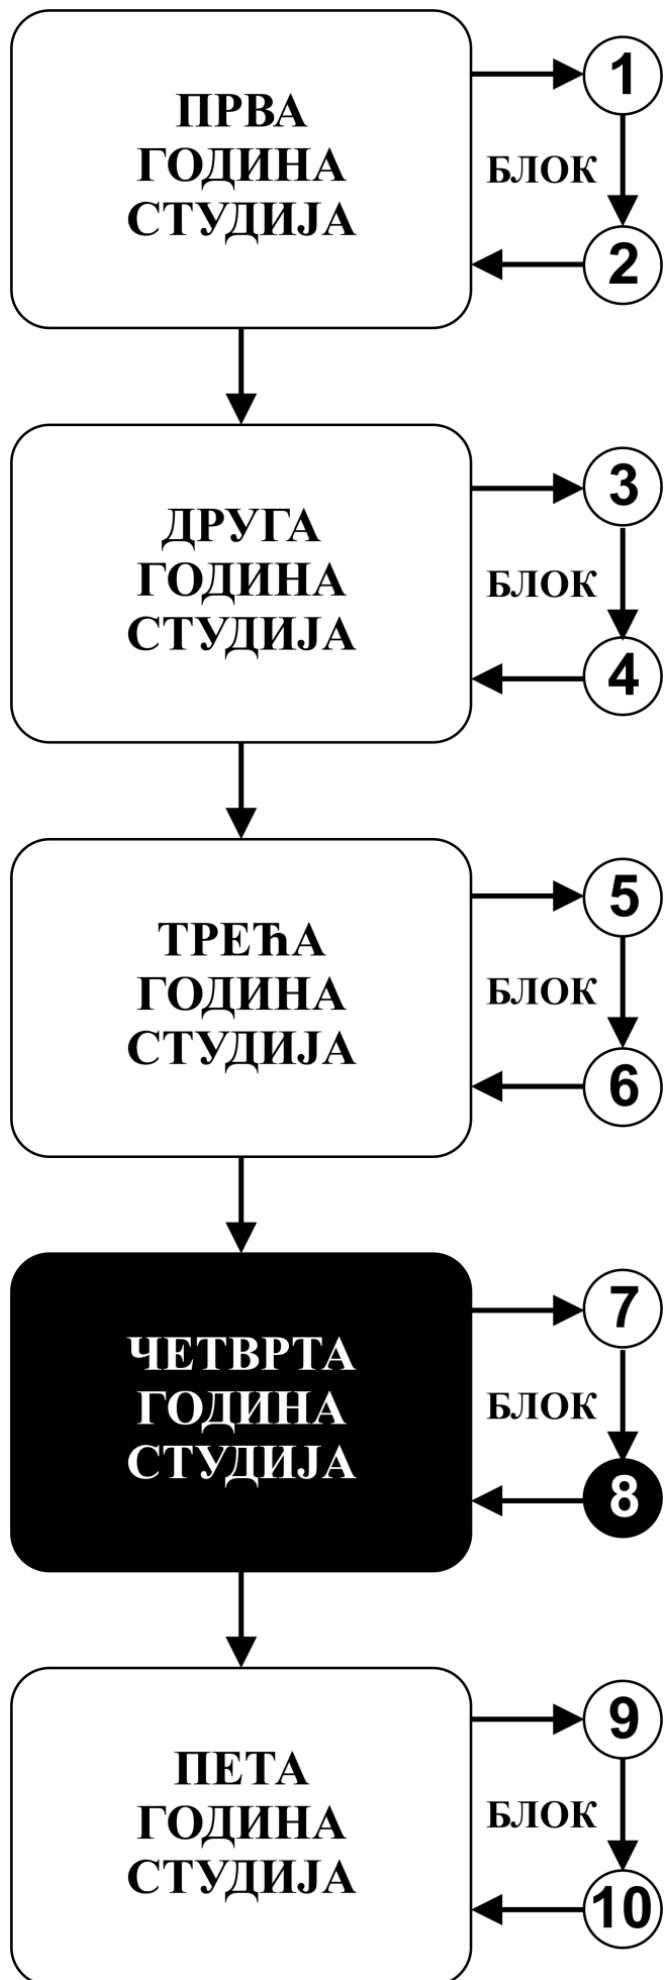 ПРВА
ГОДИНА
СТУДИЈА
1
БЛОК
2
ДРУГА
ГОДИНА
СТУДИЈА
3
БЛОК
4
ТРЕЋА
ГОДИНА
СТУДИЈА
5
БЛОК
6
ЧЕТВРТА
ГОДИНА
СТУДИЈА
7
БЛОК
8
ПЕТА
ГОДИНА
СТУДИЈА
9
БЛОК
10